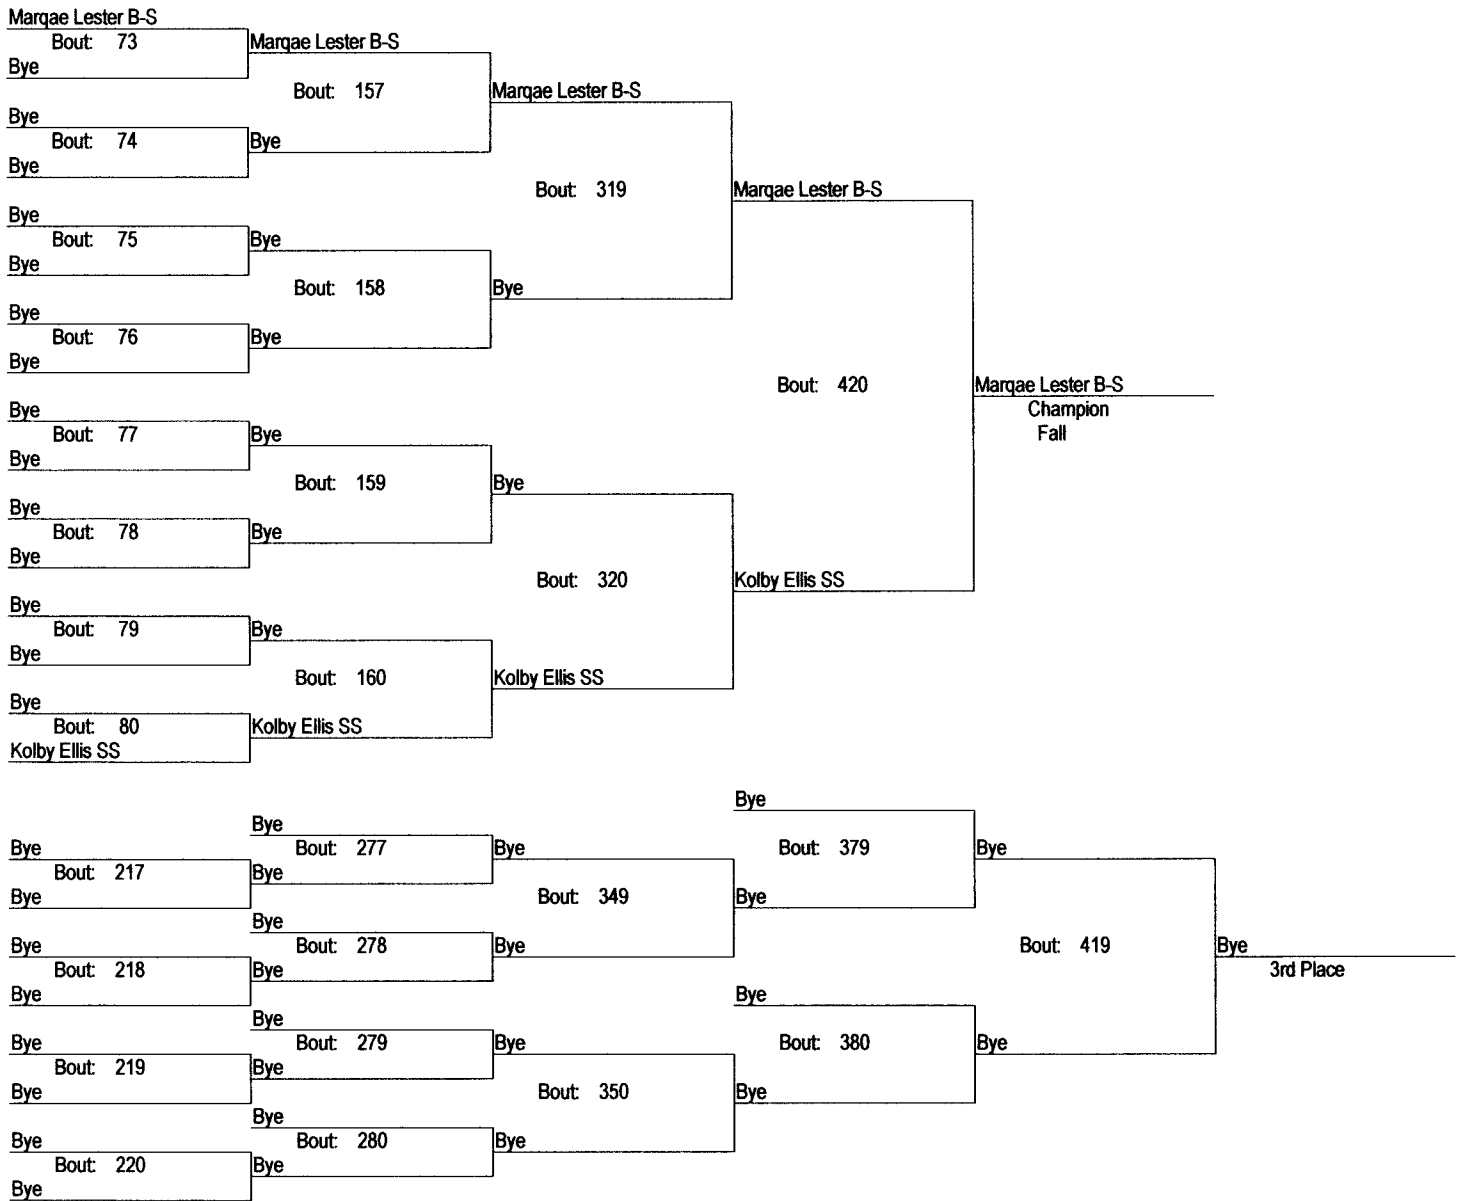 Marqae Lester B-S
Bout: 73 Marqae Lester B-S
Bye
Bout: 157 Marqae Lester B-S
Bye
Bout: 74 Bye
Bye
Bout: 319 Marqae Lester B-S
Bye
Bout: 75 Bye
Bye
Bout: 158 Bye
Bye
Bout: 76 Bye
Bye
Bout: 420 Marqae Lester B-S
Champion
Fall
Bye
Bout: 77 Bye
Bye
Bout: 159 Bye
Bye
Bout: 78 Bye
Bye
Bout: 320 Kolby Ellis SS
Bye
Bout: 79 Bye
Bye
Bout: 160 Kolby Ellis SS
Bye
Bout: 80 Kolby Ellis SS
Kolby Ellis SS
Bye
Bye
Bye Bout: 277 Bye Bout: 379 Bye
Bout: 217 Bye
Bye Bout: 349 Bye
Bye
Bye Bout: 278 Bye Bout: 419 Bye
Bout: 218 Bye 3rd Place
Bye Bye
Bye
Bye Bout: 279 Bye Bout: 380 Bye
Bout: 219 Bye
Bye Bout: 350 Bye
Bye
Bye Bout: 280 Bye
Bout: 220 Bye
Bye